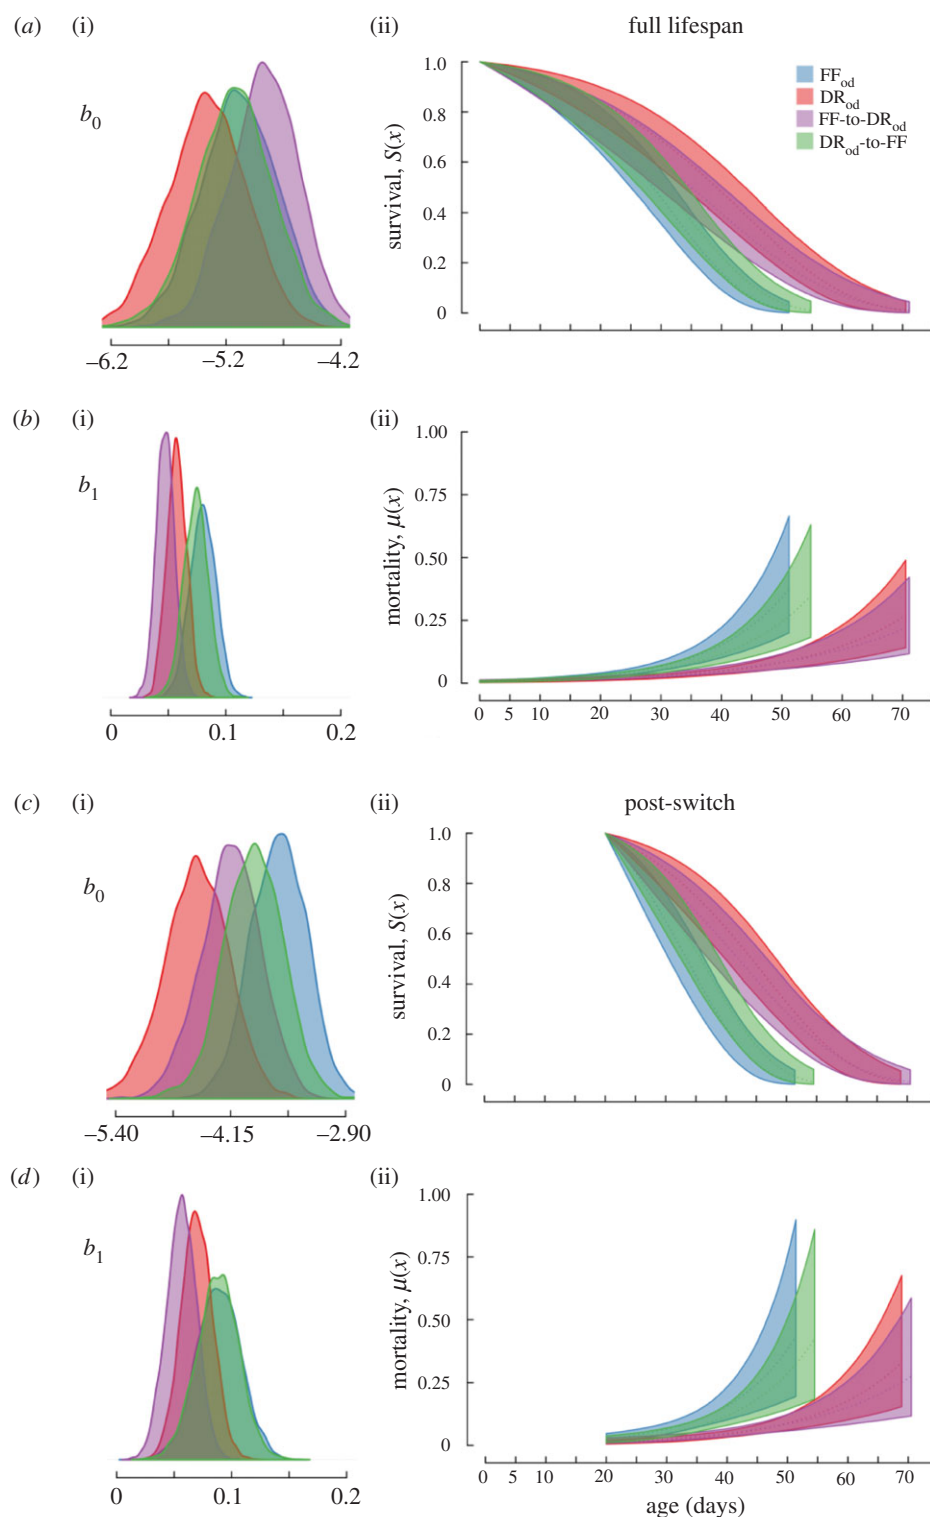 (a) (i) (ii) full lifespan
b0
−6.2 −5.2 −4.2
survival, S(x)
1.0
0.8
0.6
0.4
0.2
0
FFod
DRod
FF-to-DRod
DRod-to-FF
(b) (i) (ii)
b1
0 0.1 0.2
mortality, μ(x)
1.00
0.75
0.50
0.25
0
0 5 10 20 30 40 50 60 70
(c) (i) (ii) post-switch
b0
−5.40 −4.15 −2.90
survival, S(x)
1.0
0.8
0.6
0.4
0.2
0
(d) (i) (ii)
b1
0 0.1 0.2
mortality, μ(x)
1.00
0.75
0.50
0.25
0
0 5 10 20 30 40 50 60 70
age (days)